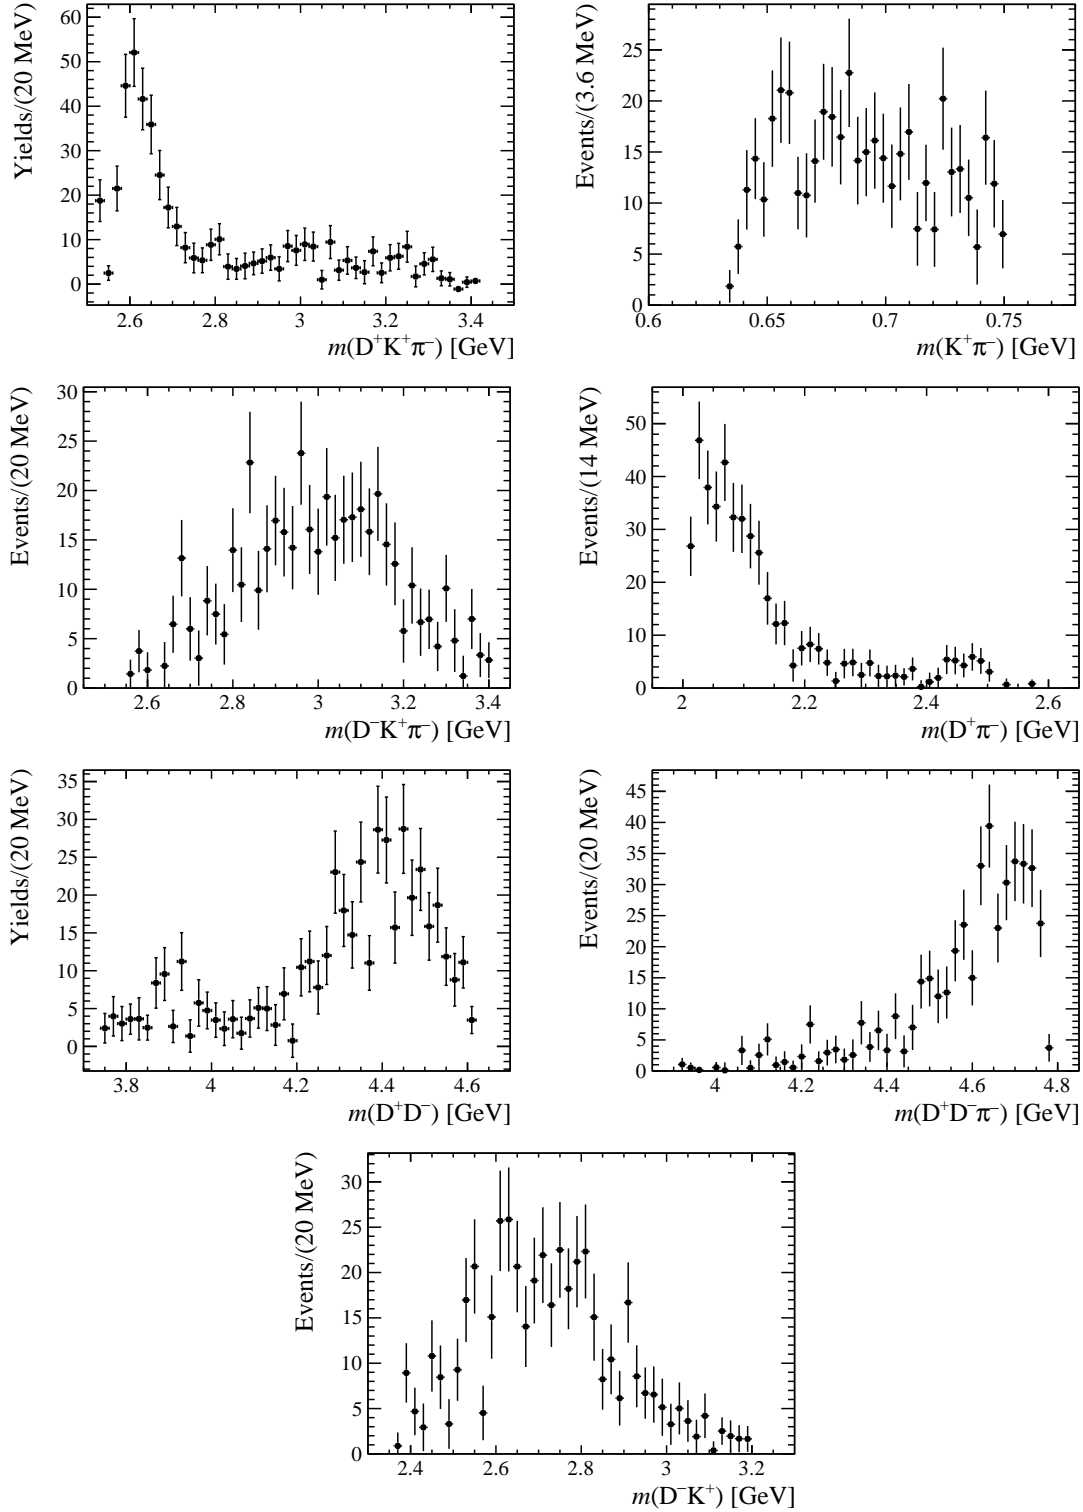 Yields/(20 MeV)
60
50
40
30
20
10
0
2.6 2.8 3 3.2 3.4
m(D⁺K⁺π⁻) [GeV]
Events/(3.6 MeV)
25
20
15
10
5
0
0.6 0.65 0.7 0.75
m(K⁺π⁻) [GeV]
Events/(20 MeV)
30
25
20
15
10
5
0
2.6 2.8 3 3.2 3.4
m(D⁻K⁺π⁻) [GeV]
Events/(14 MeV)
50
40
30
20
10
0
2 2.2 2.4 2.6
m(D⁺π⁻) [GeV]
Yields/(20 MeV)
35
30
25
20
15
10
5
0
3.8 4 4.2 4.4 4.6
m(D⁺D⁻) [GeV]
Events/(20 MeV)
45
40
35
30
25
20
15
10
5
0
4 4.2 4.4 4.6 4.8
m(D⁺D⁻π⁻) [GeV]
Events/(20 MeV)
30
25
20
15
10
5
0
2.4 2.6 2.8 3 3.2
m(D⁻K⁺) [GeV]